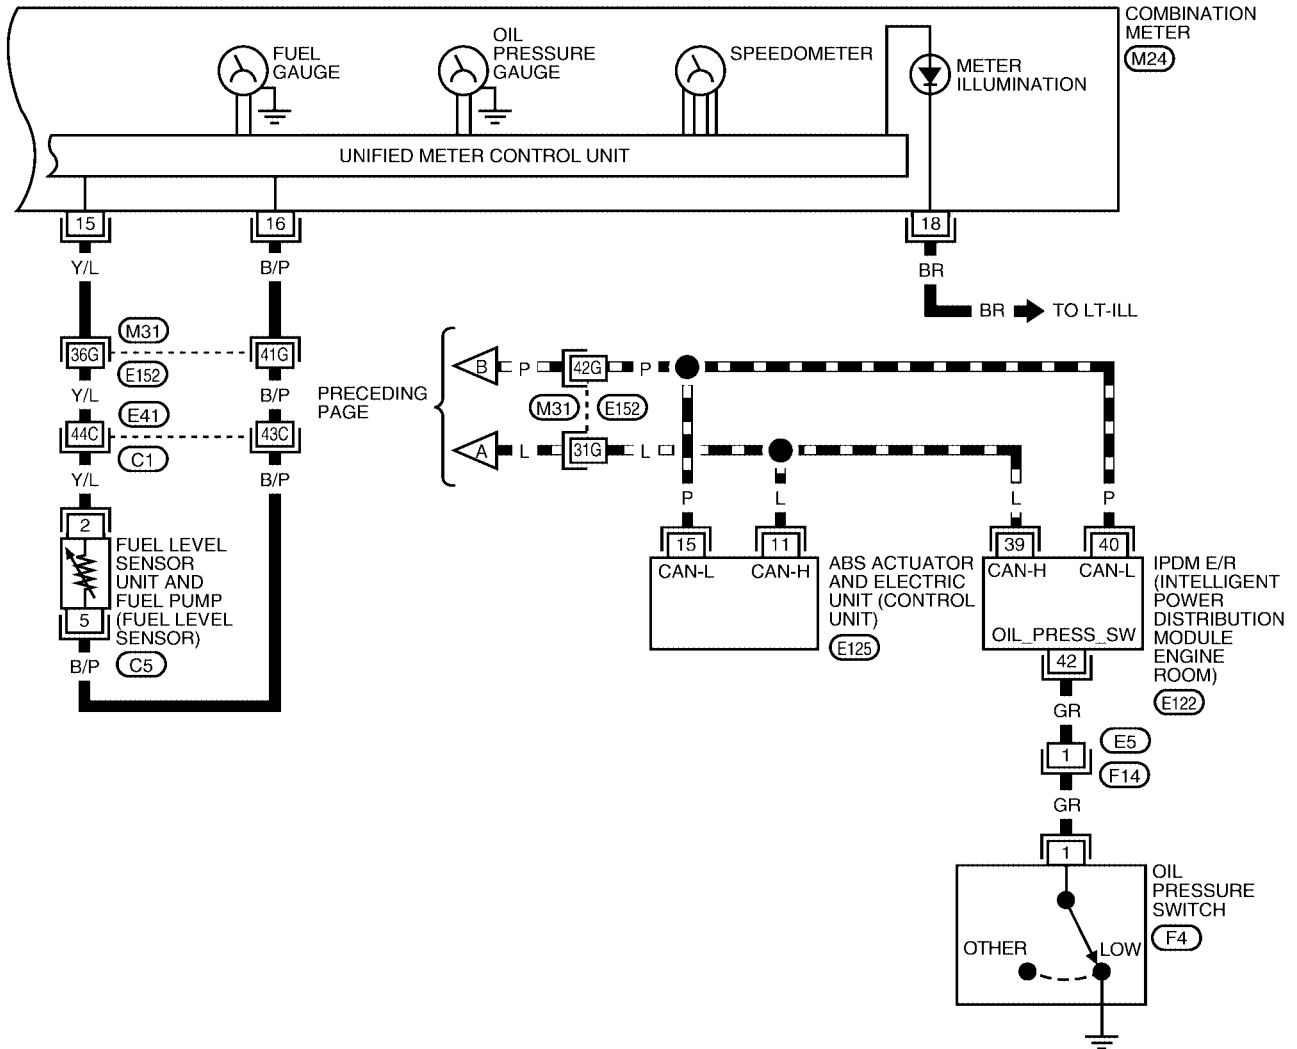 COMBINATION
METER
M24
FUEL
GAUGE
OIL
PRESSURE
GAUGE
SPEEDOMETER
METER
ILLUMINATION
UNIFIED METER CONTROL UNIT
15
16
18
Y/L
B/P
BR
BR
TO LT-ILL
M31
36G
41G
E152
Y/L
B/P
E41
44C
43C
C1
Y/L
B/P
2
FUEL LEVEL
SENSOR
UNIT AND
FUEL PUMP
(FUEL LEVEL
SENSOR)
5
C5
B/P
PRECEDING
PAGE
B
P
42G
P
M31
E152
A
L
31G
L
P
L
L
P
15
11
39
40
CAN-L
CAN-H
CAN-H
CAN-L
ABS ACTUATOR
AND ELECTRIC
UNIT (CONTROL
UNIT)
E125
OIL_PRESS_SW
IPDM E/R
(INTELLIGENT
POWER
DISTRIBUTION
MODULE
ENGINE
ROOM)
E122
42
GR
1
E5
F14
GR
1
OIL
PRESSURE
SWITCH
F4
OTHER
LOW